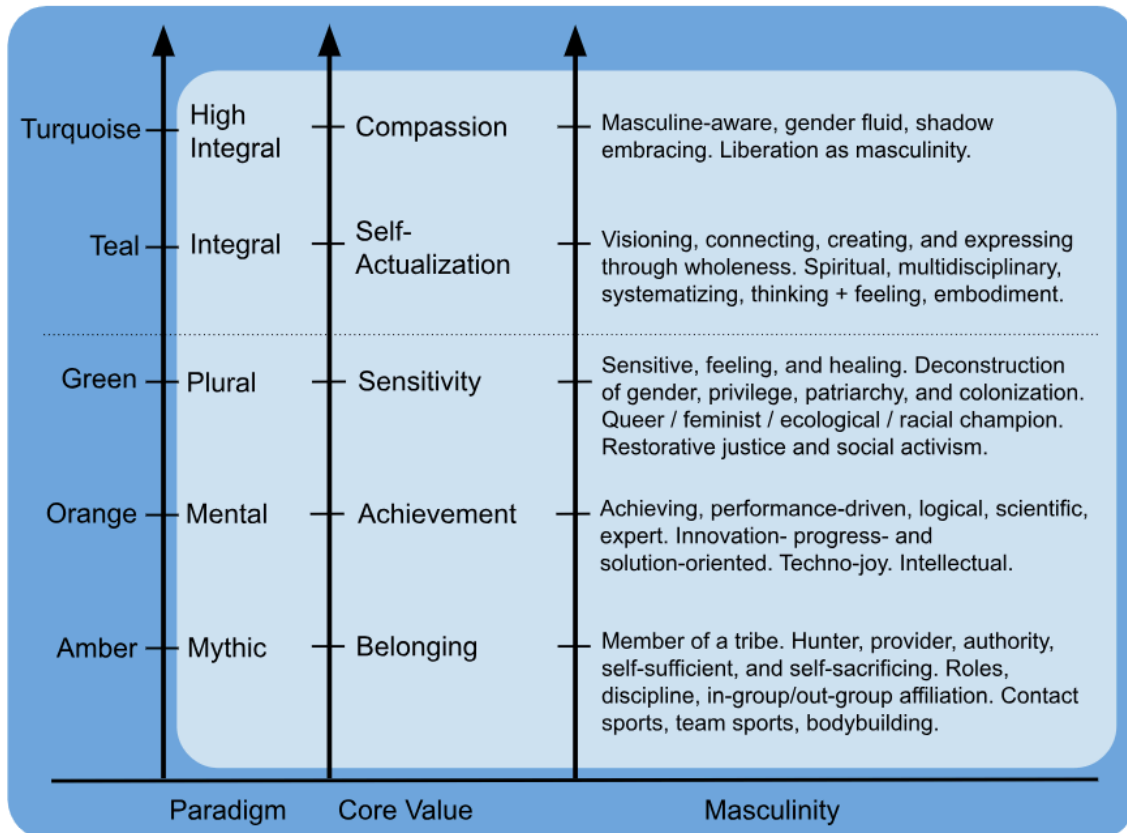 Turquoise
High
Integral
Compassion
Masculine-aware, gender fluid, shadow
embracing. Liberation as masculinity.
Teal
Integral
Self-
Actualization
Visioning, connecting, creating, and expressing
through wholeness. Spiritual, multidisciplinary,
systematizing, thinking + feeling, embodiment.
Green
Plural
Sensitivity
Sensitive, feeling, and healing. Deconstruction
of gender, privilege, patriarchy, and colonization.
Queer / feminist / ecological / racial champion.
Restorative justice and social activism.
Orange
Mental
Achievement
Achieving, performance-driven, logical, scientific,
expert. Innovation- progress- and
solution-oriented. Techno-joy. Intellectual.
Amber
Mythic
Belonging
Member of a tribe. Hunter, provider, authority,
self-sufficient, and self-sacrificing. Roles,
discipline, in-group/out-group affiliation. Contact
sports, team sports, bodybuilding.
Paradigm
Core Value
Masculinity